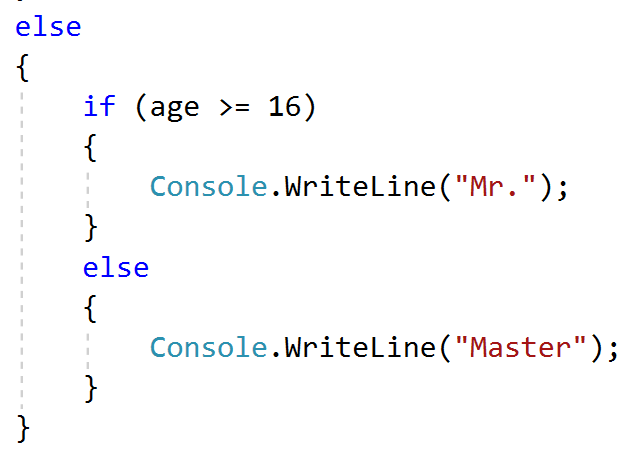 else
{
    if (age >= 16)
    {
        Console.WriteLine("Mr.");
    }
    else
    {
        Console.WriteLine("Master");
    }
}